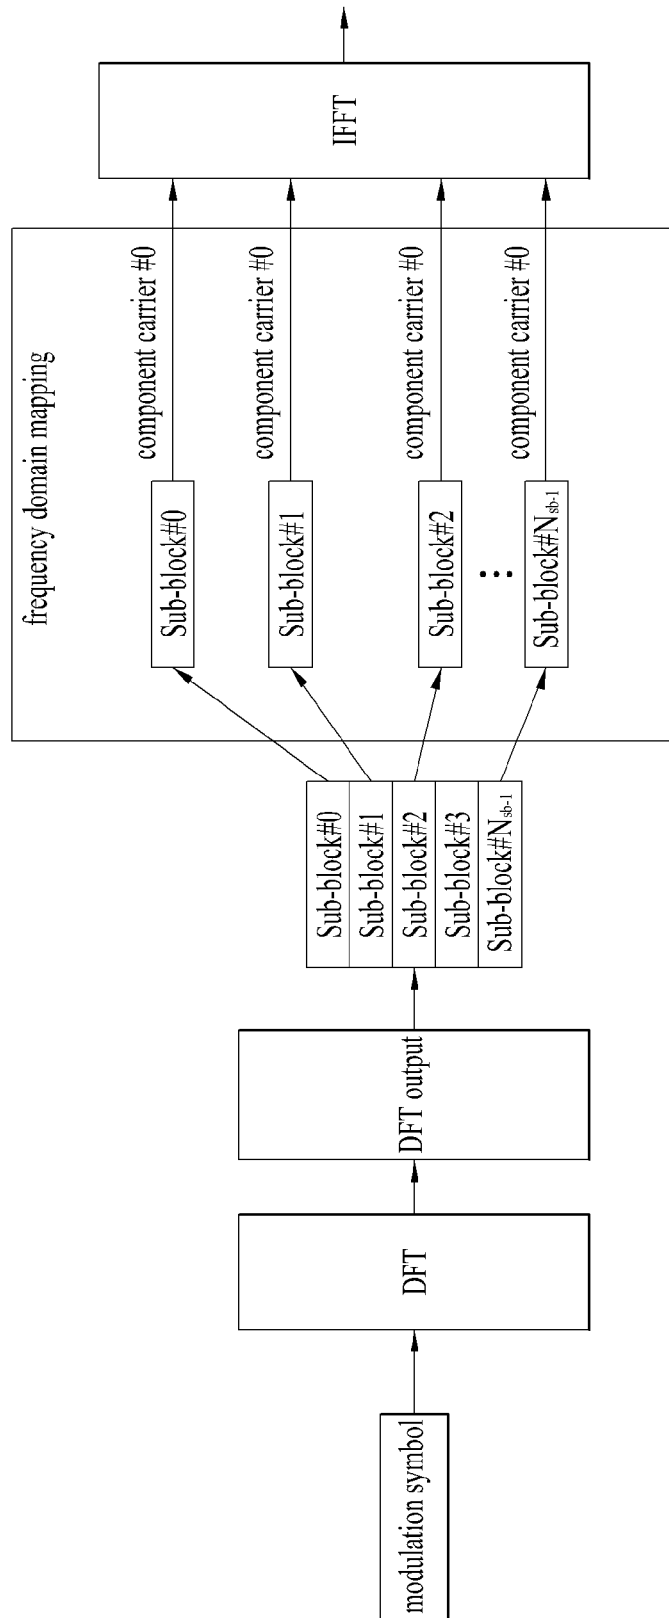 modulation symbol
DFT
DFT output
Sub-block#0
Sub-block#1
Sub-block#2
Sub-block#3
Sub-block#Nsb-1
frequency domain mapping
Sub-block#0
component carrier #0
Sub-block#1
component carrier #0
Sub-block#2
component carrier #0
...
Sub-block#Nsb-1
component carrier #0
IFFT